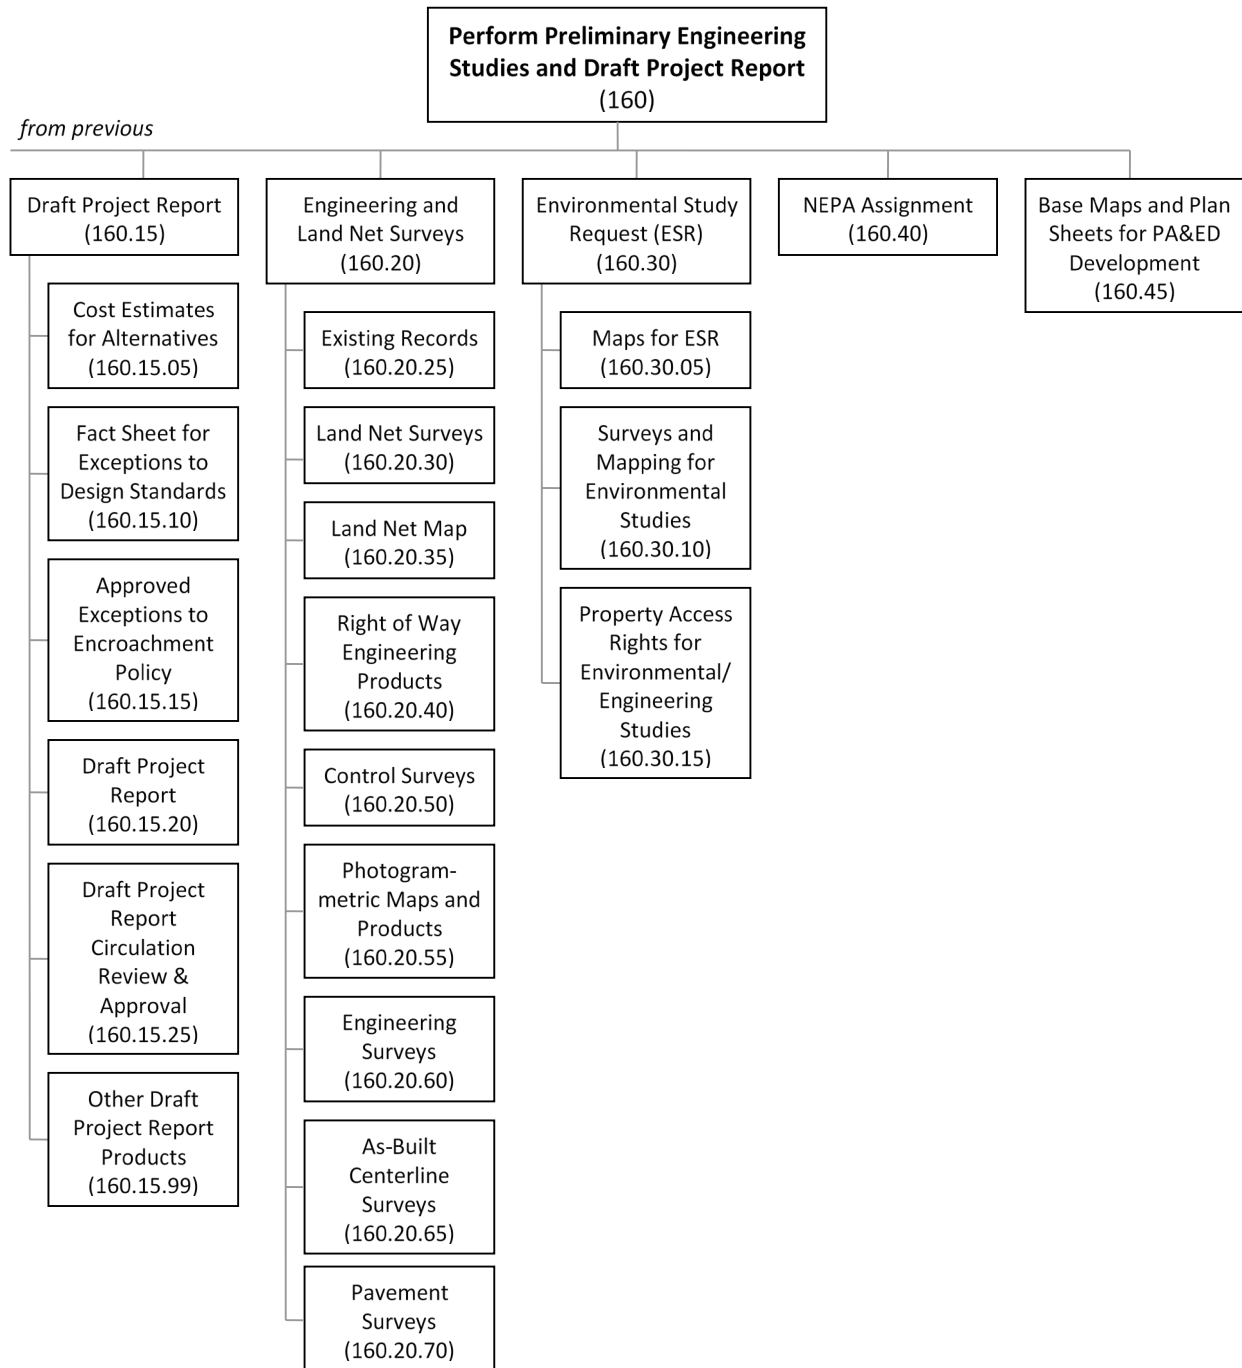 Perform Preliminary Engineering
Studies and Draft Project Report
(160)
from previous
Draft Project Report
(160.15)
Cost Estimates
for Alternatives
(160.15.05)
Fact Sheet for
Exceptions to
Design Standards
(160.15.10)
Approved
Exceptions to
Encroachment
Policy
(160.15.15)
Draft Project
Report
(160.15.20)
Draft Project
Report
Circulation
Review &
Approval
(160.15.25)
Other Draft
Project Report
Products
(160.15.99)
Engineering and
Land Net Surveys
(160.20)
Existing Records
(160.20.25)
Land Net Surveys
(160.20.30)
Land Net Map
(160.20.35)
Right of Way
Engineering
Products
(160.20.40)
Control Surveys
(160.20.50)
Photogram-
metric Maps and
Products
(160.20.55)
Engineering
Surveys
(160.20.60)
As-Built
Centerline
Surveys
(160.20.65)
Pavement
Surveys
(160.20.70)
Environmental Study
Request (ESR)
(160.30)
Maps for ESR
(160.30.05)
Surveys and
Mapping for
Environmental
Studies
(160.30.10)
Property Access
Rights for
Environmental/
Engineering
Studies
(160.30.15)
NEPA Assignment
(160.40)
Base Maps and Plan
Sheets for PA&ED
Development
(160.45)